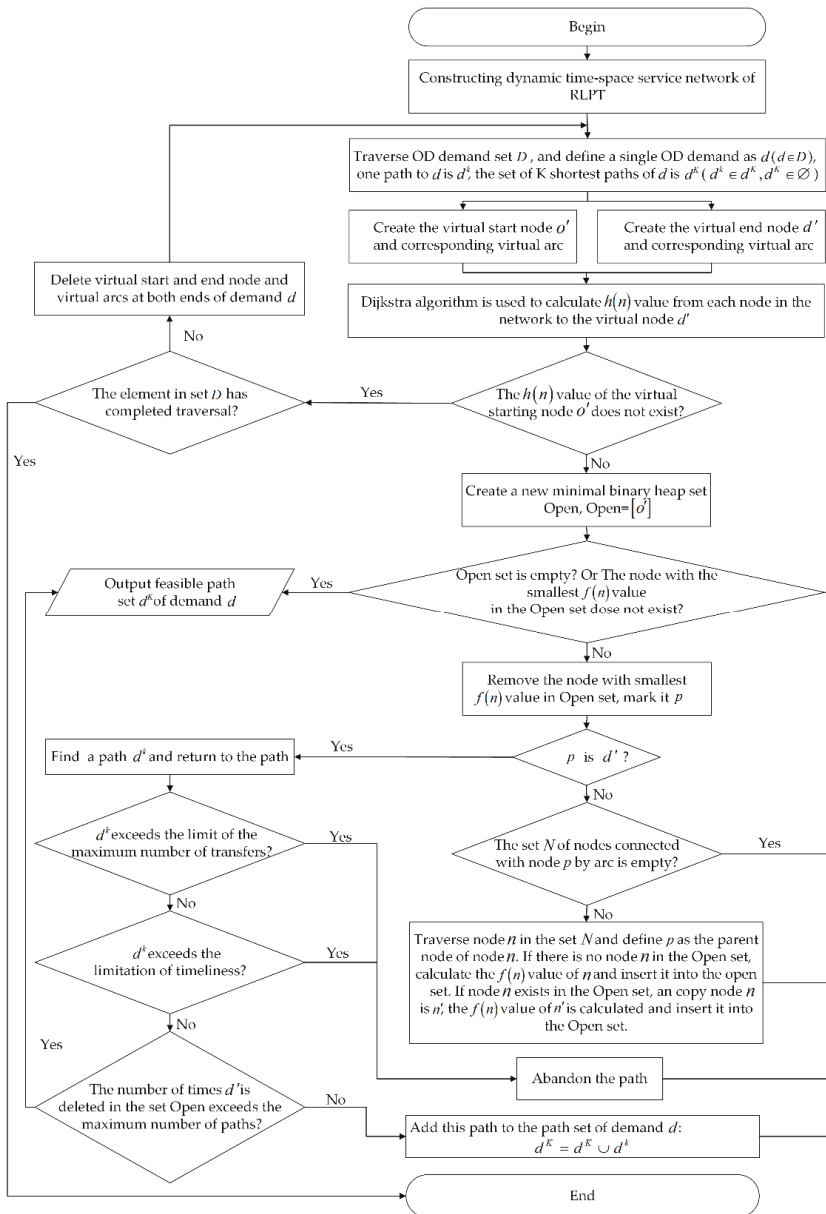 Begin
Constructing dynamic time-space service network of
RLPT
Traverse OD demand set D, and define a single OD demand as d(d∈D),
one path to d is d^k, the set of K shortest paths of d is d^K(d^k ∈ d^K, d^K ∈ ∅)
Create the virtual start node o'
and corresponding virtual arc
Create the virtual end node d'
and corresponding virtual arc
Delete virtual start and end node and
virtual arcs at both ends of demand d
Dijkstra algorithm is used to calculate h(n) value from each node in the
network to the virtual node d'
No
The element in set D has
completed traversal?
Yes
The h(n) value of the virtual
starting node o' does not exist?
Yes
No
Create a new minimal binary heap set
Open, Open=[o']
Output feasible path
set d^K of demand d
Yes
Open set is empty? Or The node with the
smallest f(n) value
in the Open set dose not exist?
No
Remove the node with smallest
f(n) value in Open set, mark it p
Find a path d^k and return to the path
Yes
p is d' ?
No
d^k exceeds the limit of the
maximum number of transfers?
Yes
The set N of nodes connected
with node p by arc is empty?
Yes
No
No
d^k exceeds the
limitation of timeliness?
Yes
Traverse node n in the set N and define p as the parent
node of node n. If there is no node n in the Open set,
calculate the f(n) value of n and insert it into the open
set. If node n exists in the Open set, an copy node n
is n', the f(n) value of n' is calculated and insert it into
the Open set.
No
Yes
The number of times d' is
deleted in the set Open exceeds the
maximum number of paths?
No
Abandon the path
Add this path to the path set of demand d:
d^K = d^K ∪ d^k
End